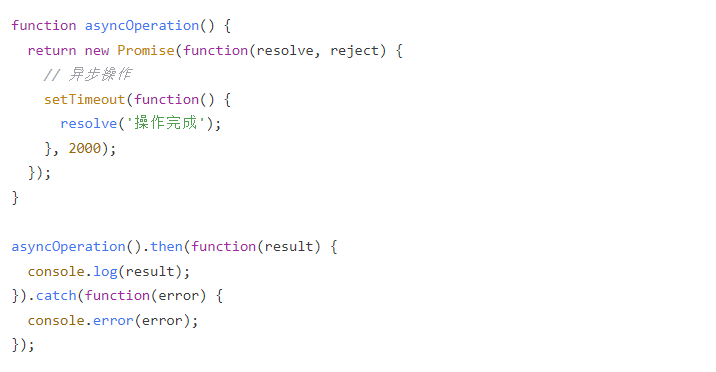 function asyncOperation() {
  return new Promise(function(resolve, reject) {
    // 异步操作
    setTimeout(function() {
      resolve('操作完成');
    }, 2000);
  });
}

asyncOperation().then(function(result) {
  console.log(result);
}).catch(function(error) {
  console.error(error);
});